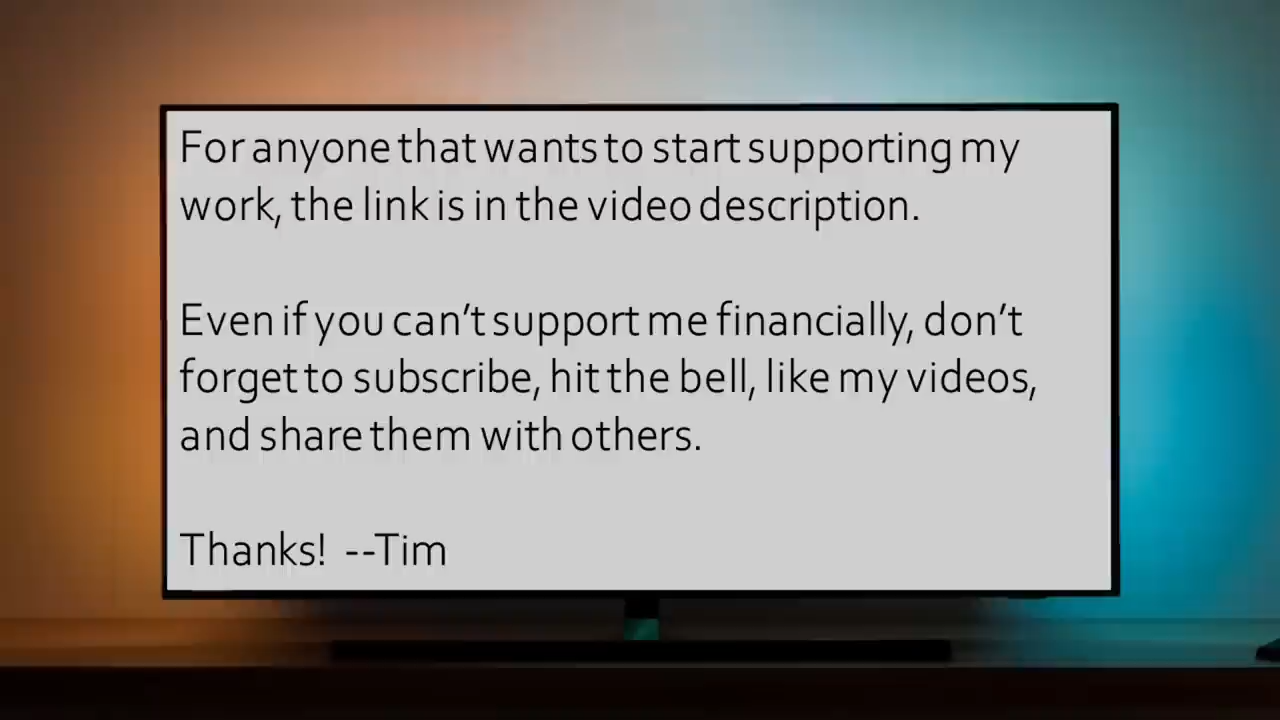 For anyone that wants to start supporting my
work, the link is in the video description.
Even if you can’t support me financially, don’t
forget to subscribe, hit the bell, like my videos,
and share them with others.
Thanks! --Tim